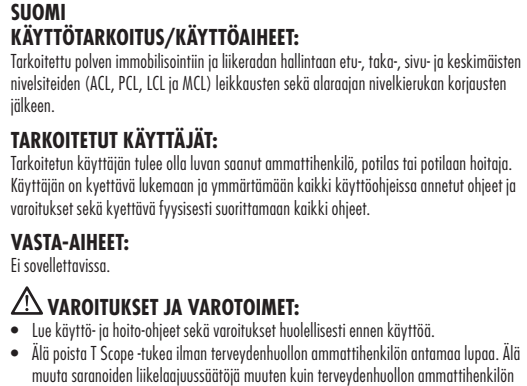 SUOMI
KÄYTTÖTARKOITUS/KÄYTTÖAIHEET:
Tarkoitettu polven immobilisointiin ja liikeradan hallintaan etu-, taka-, sivu- ja keskimäisten
nivelsiteiden (ACL, PCL, LCL ja MCL) leikkausten sekä alaraajan nivelkierukan korjausten
jälkeen.
TARKOITETUT KÄYTTÄJÄT:
Tarkoitetun käyttäjän tulee olla luvan saanut ammattihenkilö, potilas tai potilaan hoitaja.
Käyttäjän on kyettävä lukemaan ja ymmärtämään kaikki käyttöohjeissa annetut ohjeet ja
varoitukset sekä kyettävä fyysisesti suorittamaan kaikki ohjeet.
VASTA-AIHEET:
Ei sovellettavissa.
VAROITUKSET JA VAROTOIMET:
• Lue käyttö- ja hoito-ohjeet sekä varoitukset huolellisesti ennen käyttöä.
• Älä poista T Scope -tukea ilman terveydenhuollon ammattihenkilön antamaa lupaa. Älä
muuta saranoiden liikelaajuussäätöjä muuten kuin terveydenhuollon ammattihenkilön